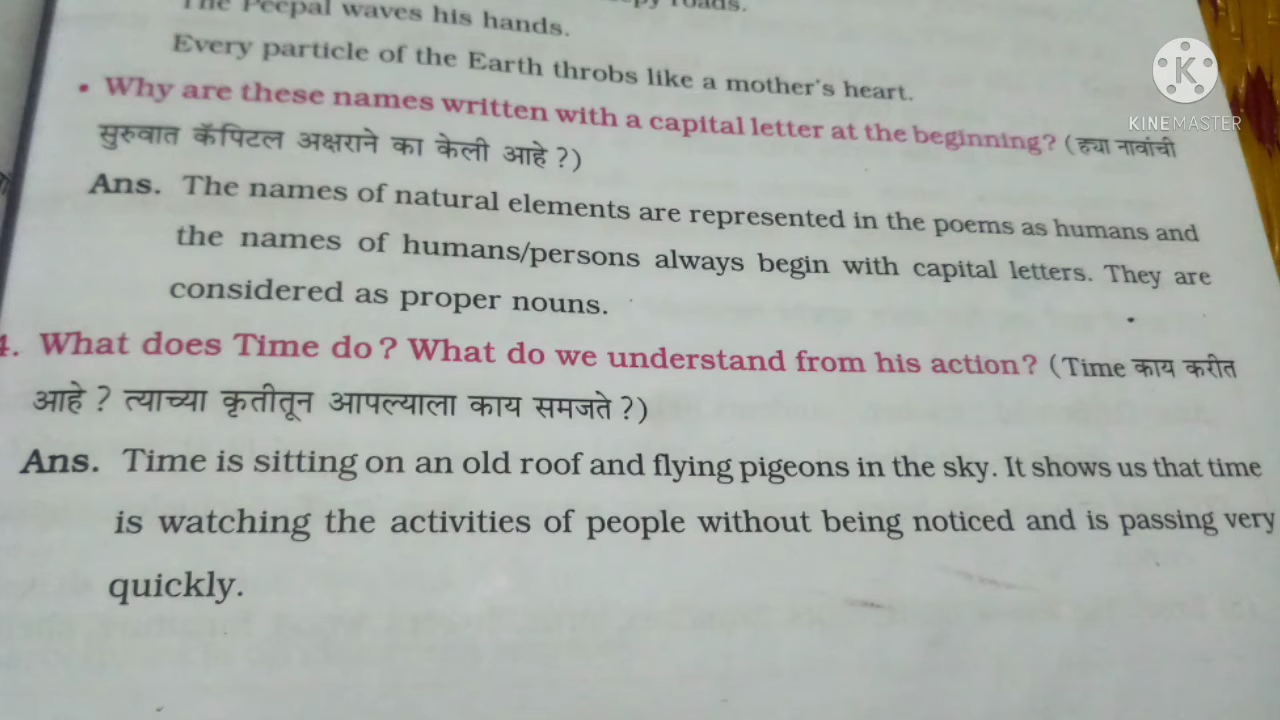 roads.
The Peepal waves his hands.
Every particle of the Earth throbs like a mother's heart.
• Why are these names written with a capital letter at the beginning? (ह्या नावांची
सुरुवात कॅपिटल अक्षराने का केली आहे ?)
Ans. The names of natural elements are represented in the poems as humans and
the names of humans/persons always begin with capital letters. They are
considered as proper nouns.
4. What does Time do? What do we understand from his action? (Time काय करीत
आहे ? त्याच्या कृतीतून आपल्याला काय समजते ?)
Ans. Time is sitting on an old roof and flying pigeons in the sky. It shows us that time
is watching the activities of people without being noticed and is passing very
quickly.
K
KINEMASTER